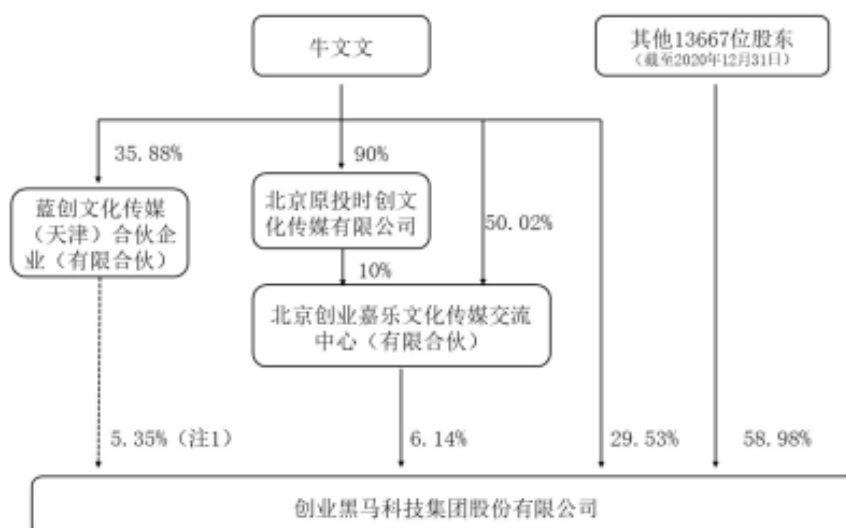 牛文文
其他13667位股东
（截至2020年12月31日）
35.88%
90%
50.02%
蓝创文化传媒
（天津）合伙企
业（有限合伙）
北京原投时创文
化传媒有限公司
10%
北京创业嘉乐文化传媒交流
中心（有限合伙）
5.35%（注1）
6.14%
29.53%
58.98%
创业黑马科技集团股份有限公司